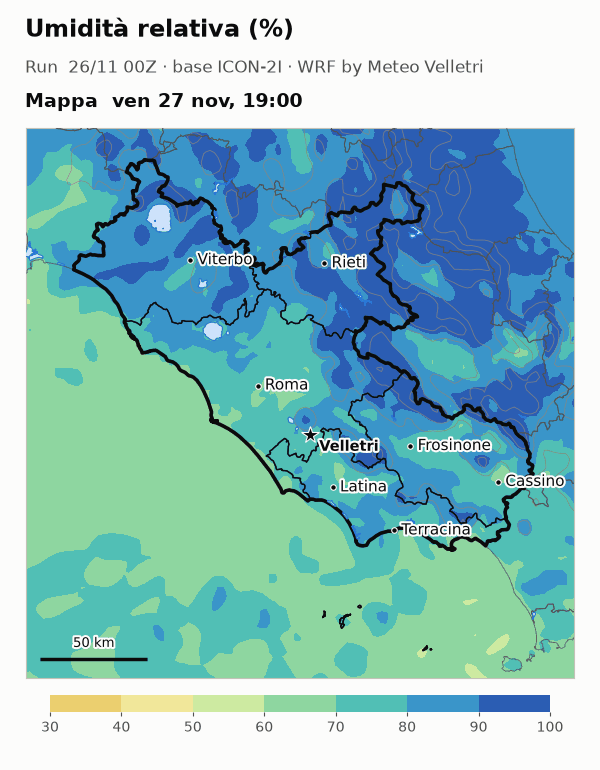 Umidità relativa (%)
Run  26/11 00Z · base ICON-2I · WRF by Meteo Velletri
Mappa  ven 27 nov, 19:00
Viterbo
Rieti
Roma
Velletri
Frosinone
Cassino
Latina
Terracina
50 km
30 40 50 60 70 80 90 100